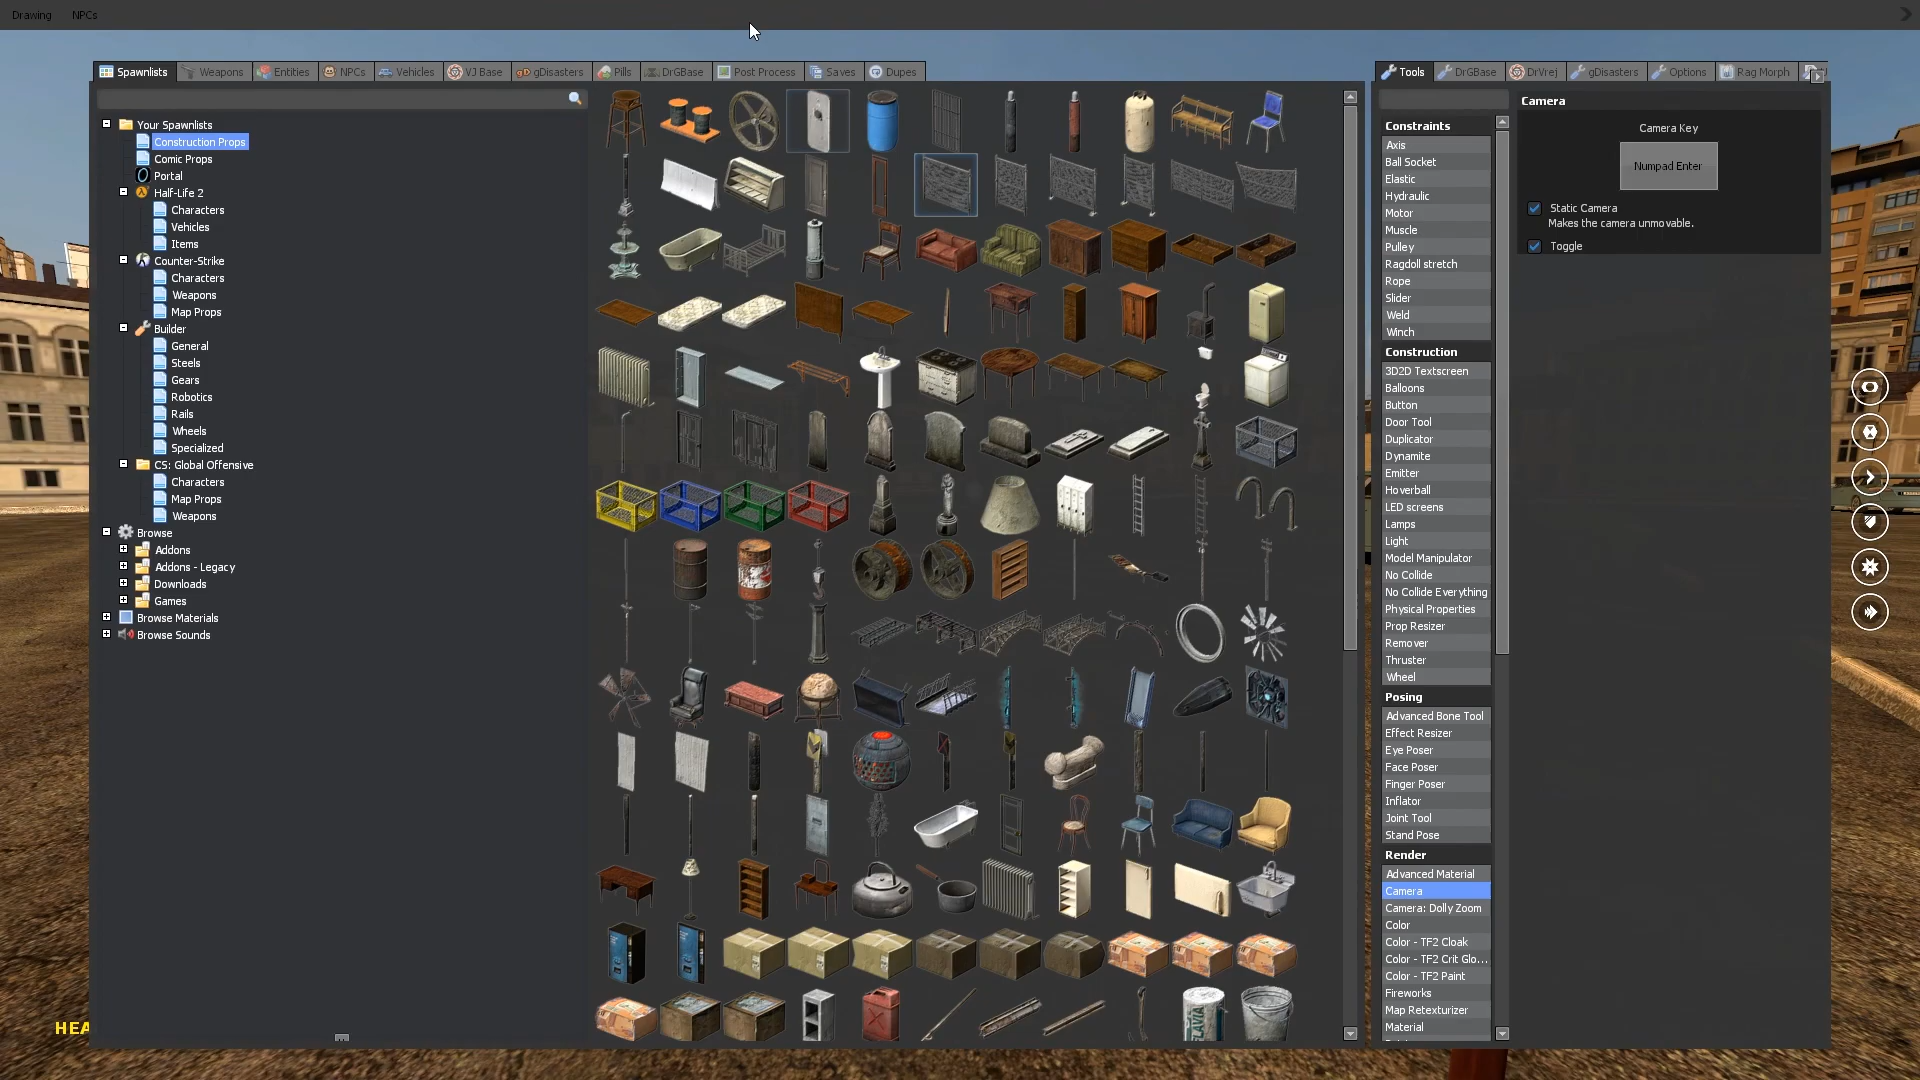 Drawing NPCs
Spawnlists Weapons Entities NPCs Vehicles VJ Base gDisasters Pills DrGBase Post Process Saves Dupes
Your Spawnlists
Construction Props
Comic Props
Portal
Half-Life 2
Characters
Vehicles
Items
Counter-Strike
Characters
Weapons
Map Props
Builder
General
Steels
Gears
Robotics
Rails
Wheels
Specialized
CS: Global Offensive
Characters
Map Props
Weapons
Browse
Addons
Addons - Legacy
Downloads
Games
Browse Materials
Browse Sounds
HEA
Tools DrGBase DrVrej gDisasters Options Rag Morph
Constraints
Axis
Ball Socket
Elastic
Hydraulic
Motor
Muscle
Pulley
Ragdoll stretch
Rope
Slider
Weld
Winch
Construction
3D2D Textscreen
Balloons
Button
Door Tool
Duplicator
Dynamite
Emitter
Hoverball
LED screens
Lamps
Light
Model Manipulator
No Collide
No Collide Everything
Physical Properties
Prop Resizer
Remover
Thruster
Wheel
Posing
Advanced Bone Tool
Effect Resizer
Eye Poser
Face Poser
Finger Poser
Inflator
Joint Tool
Stand Pose
Render
Advanced Material
Camera
Camera: Dolly Zoom
Color
Color - TF2 Cloak
Color - TF2 Crit Glo...
Color - TF2 Paint
Fireworks
Map Retexturizer
Material
Camera
Camera Key
Numpad Enter
Static Camera
Makes the camera unmovable.
Toggle